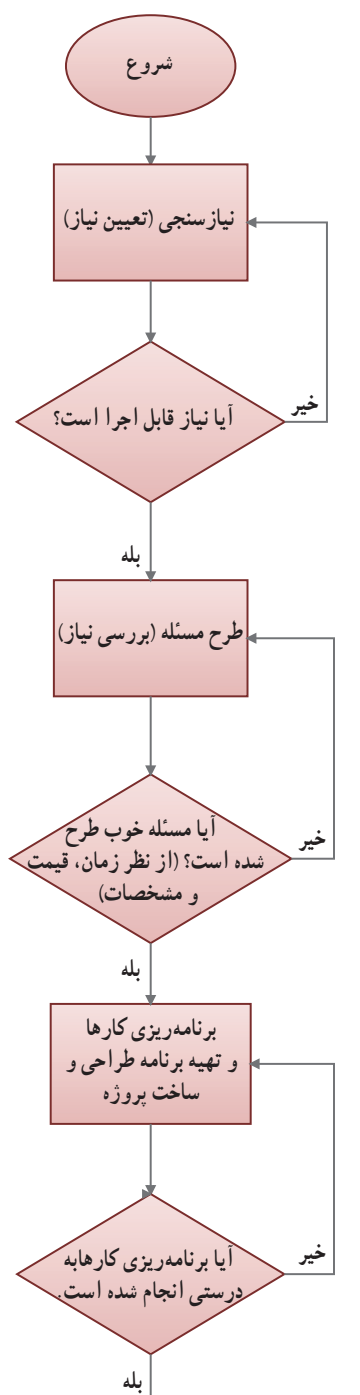 شروع
نیازسنجی (تعیین نیاز)
آیا نیاز قابل اجرا است؟
خیر
بله
طرح مسئله (بررسی نیاز)
آیا مسئله خوب طرح
شده است؟ (از نظر زمان، قیمت
و مشخصات)
خیر
بله
برنامه‌ریزی کارها
و تهیه برنامه طراحی و
ساخت پروژه
آیا برنامه‌ریزی کارهابه
درستی انجام شده است.
خیر
بله